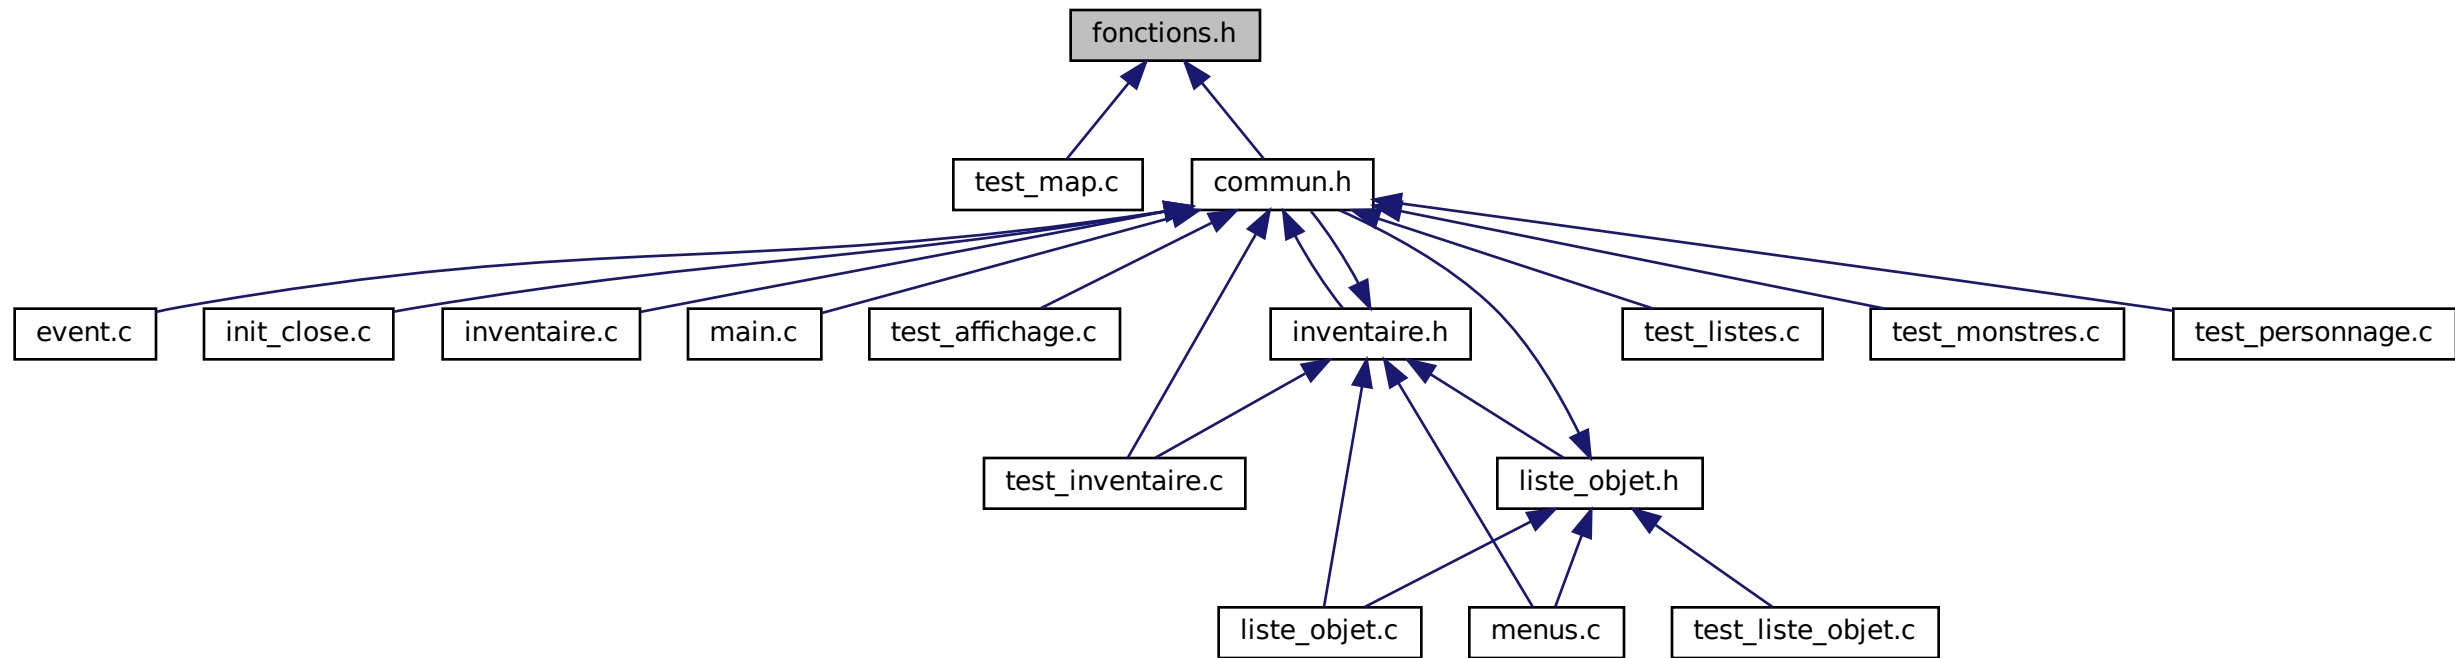 fonctions.h
test_map.c
commun.h
event.c
init_close.c
inventaire.c
main.c
test_affichage.c
inventaire.h
test_listes.c
test_monstres.c
test_personnage.c
test_inventaire.c
liste_objet.h
liste_objet.c
menus.c
test_liste_objet.c